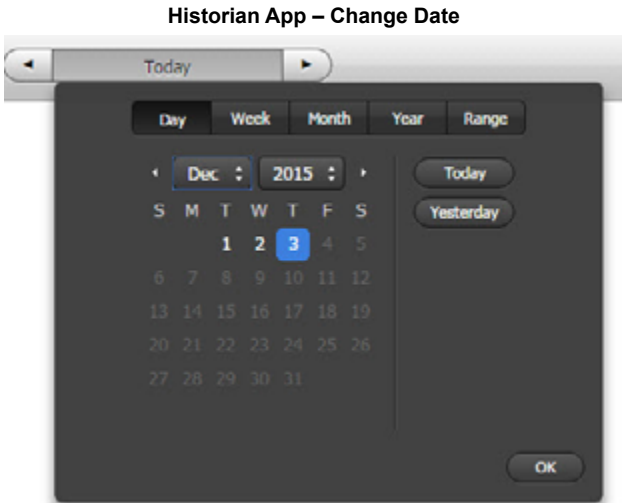 Historian App – Change Date
Today
Day Week Month Year Range
Dec 2015 Today
S M T W T F S Yesterday
1 2 3 4 5
6 7 8 9 10 11 12
13 14 15 16 17 18 19
20 21 22 23 24 25 26
27 28 29 30 31
OK